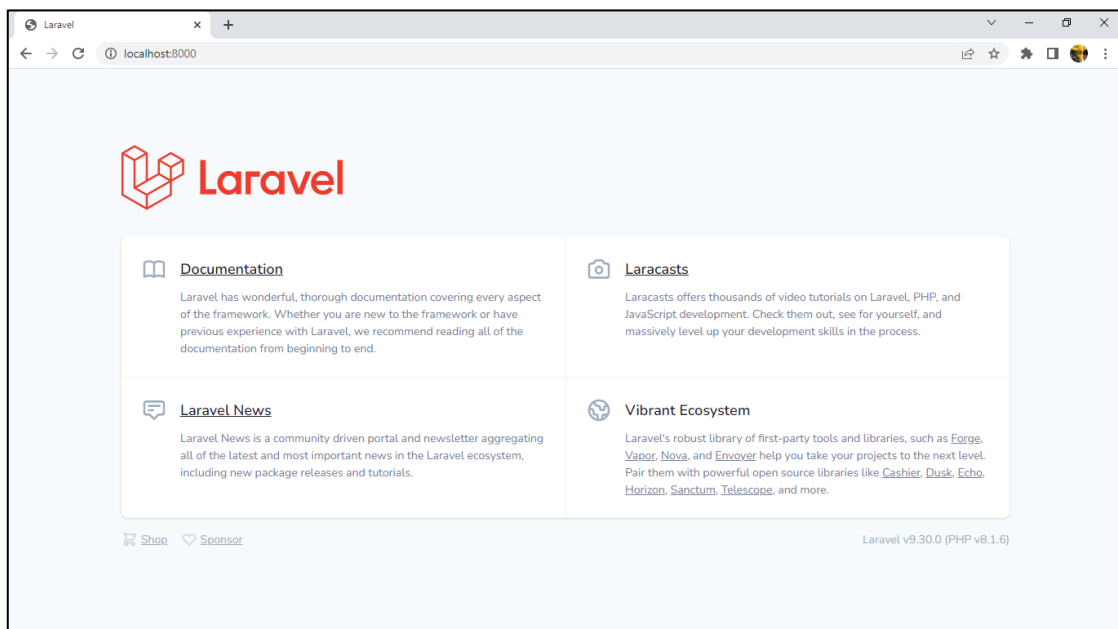 Laravel
localhost:8000
Laravel
Documentation
Laravel has wonderful, thorough documentation covering every aspect
of the framework. Whether you are new to the framework or have
previous experience with Laravel, we recommend reading all of the
documentation from beginning to end.
Laracasts
Laracasts offers thousands of video tutorials on Laravel, PHP, and
JavaScript development. Check them out, see for yourself, and
massively level up your development skills in the process.
Laravel News
Laravel News is a community driven portal and newsletter aggregating
all of the latest and most important news in the Laravel ecosystem,
including new package releases and tutorials.
Vibrant Ecosystem
Laravel's robust library of first-party tools and libraries, such as Forge,
Vapor, Nova, and Envoyer help you take your projects to the next level.
Pair them with powerful open source libraries like Cashier, Dusk, Echo,
Horizon, Sanctum, Telescope, and more.
Shop
Sponsor
Laravel v9.30.0 (PHP v8.1.6)